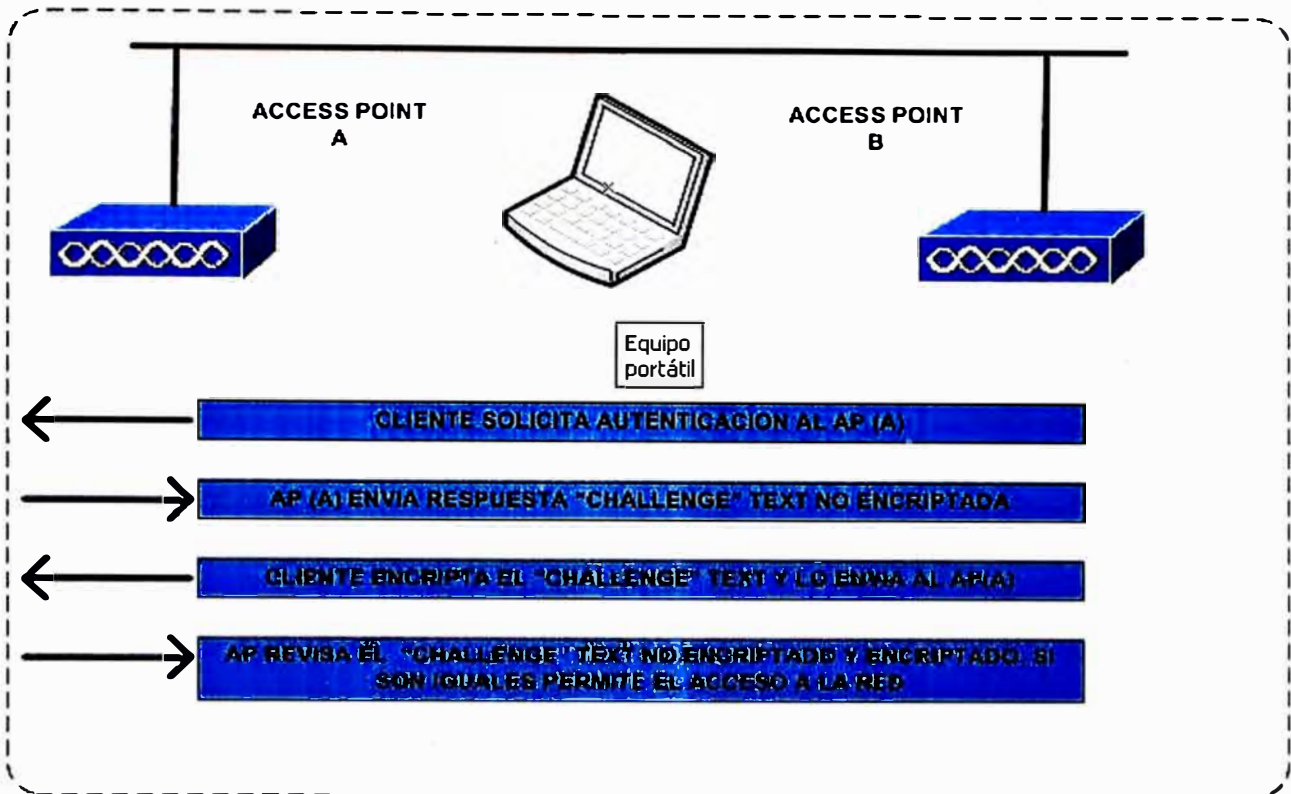 ACCESS POINT
A
ACCESS POINT
B
Equipo
portátil
CLIENTE SOLICITA AUTENTICACION AL AP (A)
AP (A) ENVIA RESPUESTA "CHALLENGE" TEXT NO ENCRIPTADA
CLIENTE ENCRIPTA EL "CHALLENGE" TEXT Y LO ENVIA AL AP(A)
AP REVISA EL "CHALLENGE" TEXT NO ENCRIPTADO Y ENCRIPTADO. SI
SON IGUALES PERMITE EL ACCESO A LA RED